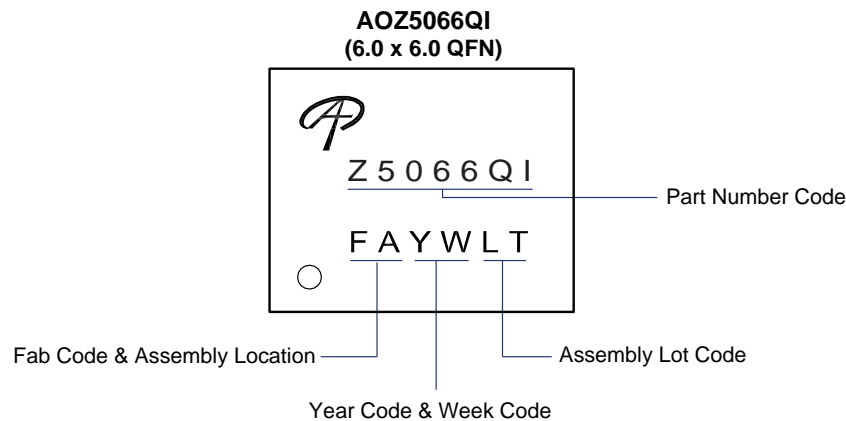 AOZ5066QI
(6.0 x 6.0 QFN)
Z5066QI
Part Number Code
FAYWLT
Fab Code & Assembly Location
Assembly Lot Code
Year Code & Week Code